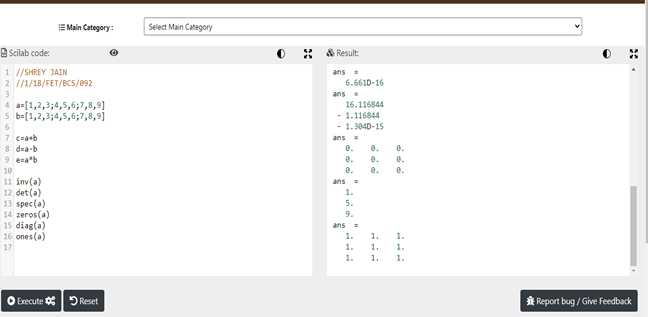 Main Category :
Select Main Category
Scilab code:
1 //SHREY JAIN
2 //1/18/FET/BCS/092
3
4 a=[1,2,3;4,5,6;7,8,9]
5 b=[1,2,3;4,5,6;7,8,9]
6
7 c=a+b
8 d=a-b
9 e=a*b
10
11 inv(a)
12 det(a)
13 spec(a)
14 zeros(a)
15 diag(a)
16 ones(a)
17
Result:
ans =
6.661D-16
ans =
16.116844
- 1.116844
- 1.304D-15
ans =
0. 0. 0.
0. 0. 0.
0. 0. 0.
ans =
1.
5.
9.
ans =
1. 1. 1.
1. 1. 1.
1. 1. 1.
Execute
Reset
Report bug / Give Feedback